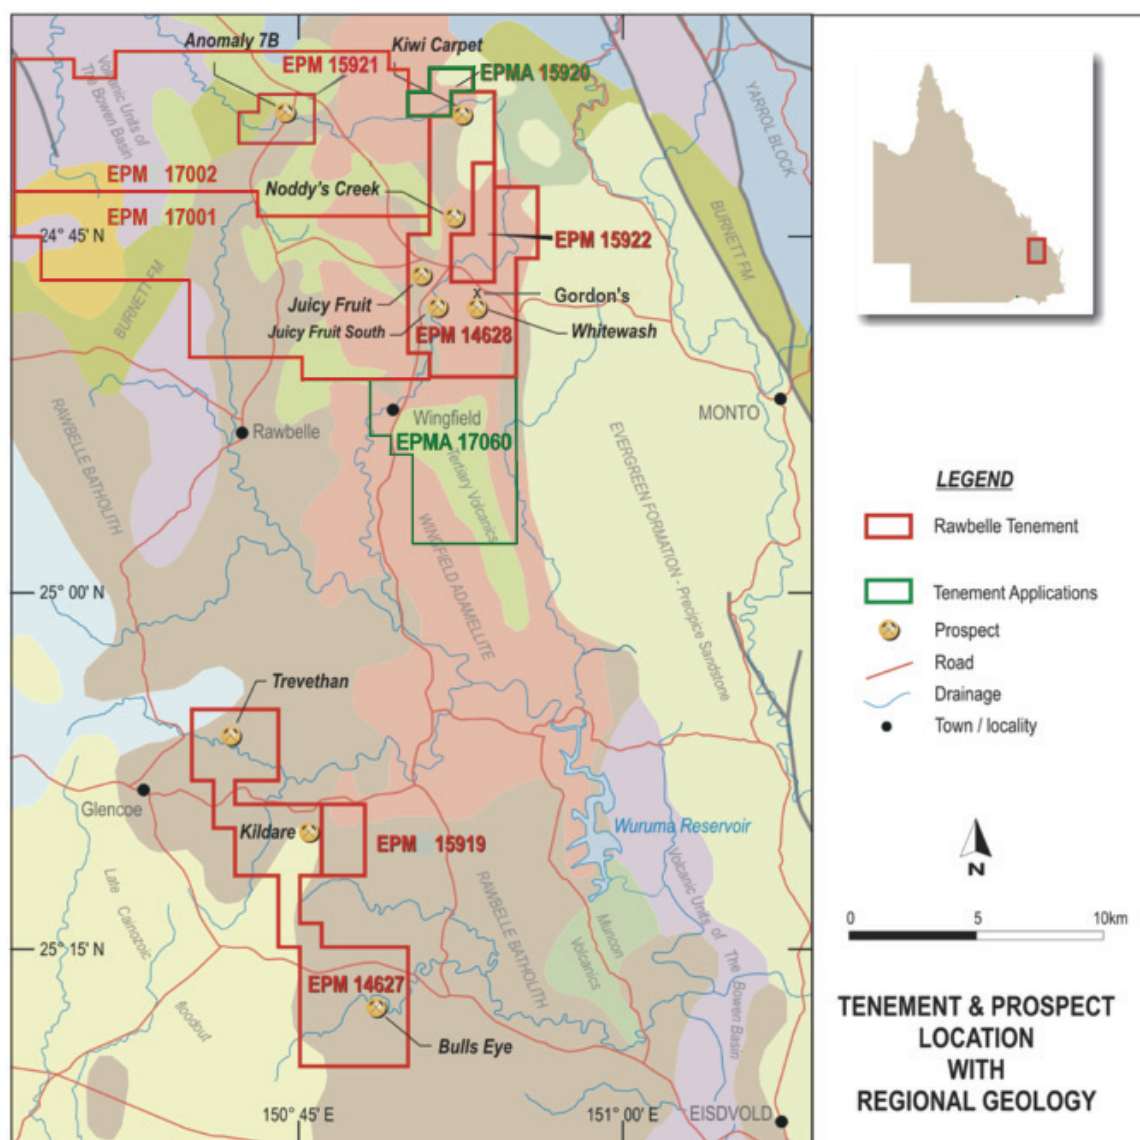 Anomaly 7B
Kiwi Carpet
EPM 15921
EPMA 15920
Volcanic Units of
The Bowen Basin
YARROL BLOCK
EPM 17002
Noddy's Creek
EPM 17001
24° 45' N
EPM 15922
BURNETT FM
BURNETT FM
Juicy Fruit
Gordon's
x
Juicy Fruit South
EPM 14628
Whitewash
Wingfield
MONTO
Rawbelle
EPMA 17060
RAWBELLE BATHOLITH
Tertiary Volcanics
EVERGREEN FORMATION - Precipice Sandstone
WINGFIELD ADAMELLITE
25° 00' N
Trevethan
Glencoe
Kildare
EPM 15919
Wuruma Reservoir
Late Cainozoic
floodout
RAWBELLE BATHOLITH
Muncon
Volcanics
Volcanic Units of The Bowen Basin
25° 15' N
EPM 14627
Bulls Eye
150° 45' E
151° 00' E
EISDVOLD
LEGEND
Rawbelle Tenement
Tenement Applications
Prospect
Road
Drainage
Town / locality
N
0 5 10km
TENEMENT & PROSPECT
LOCATION
WITH
REGIONAL GEOLOGY